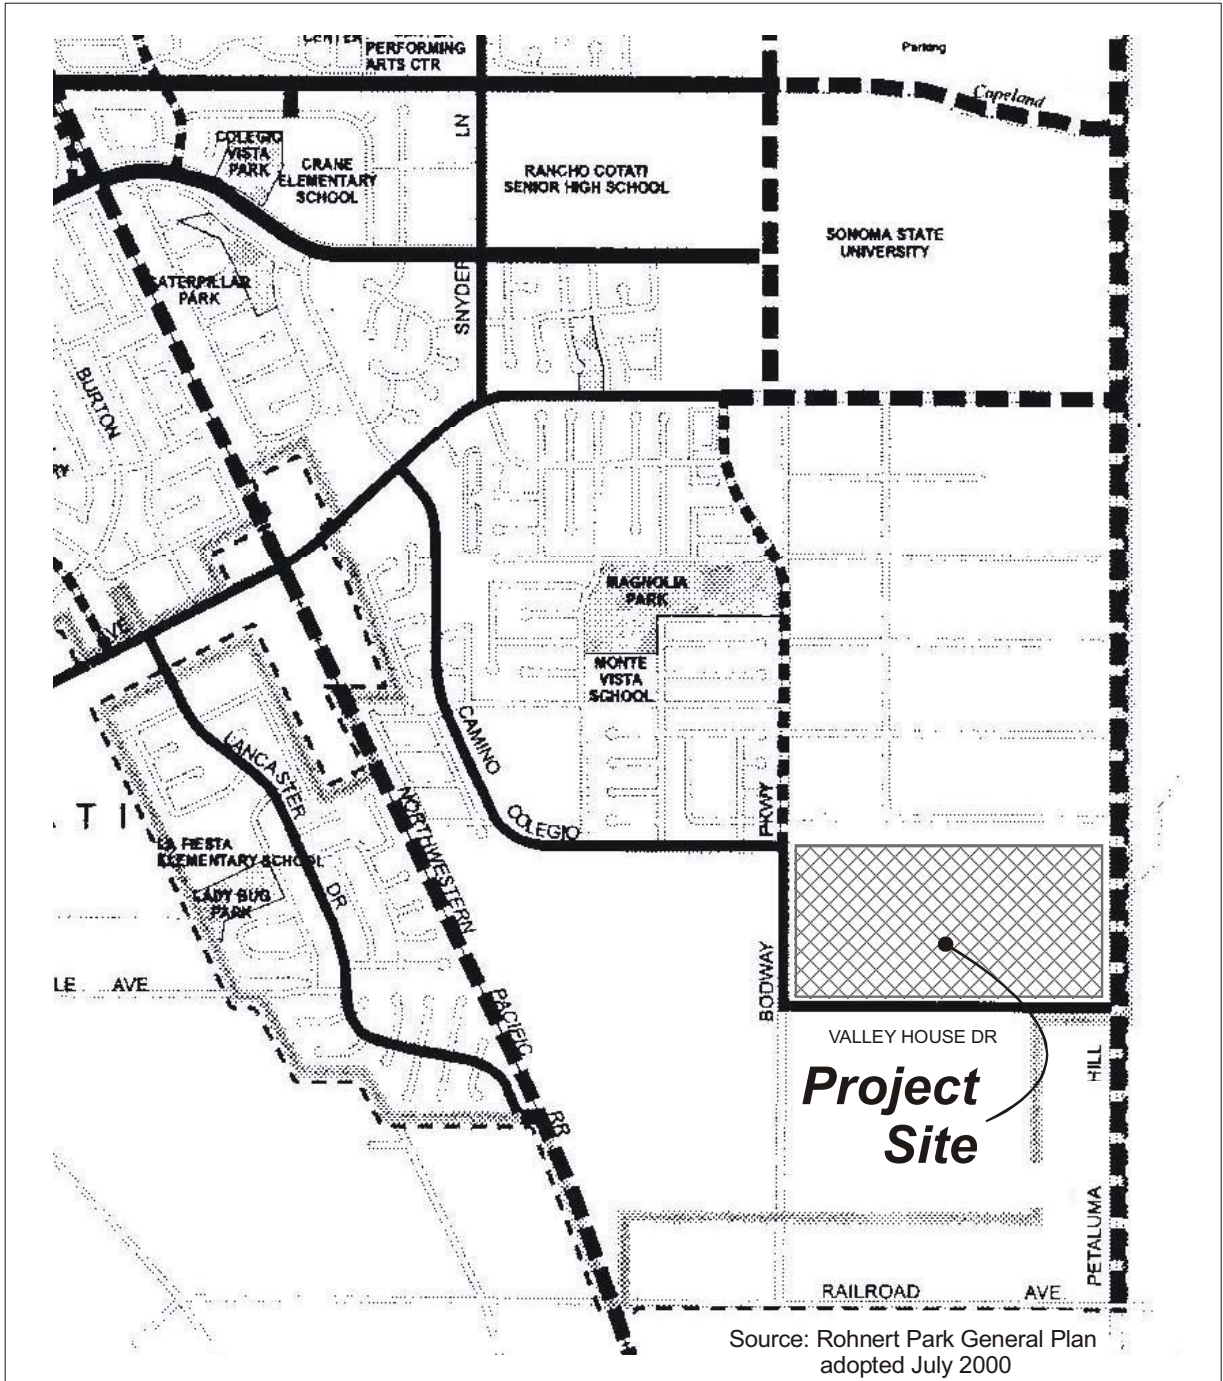 CENTER
CENTER
PERFORMING
ARTS CTR
Parking
Copeland
LN
COLEGIO
VISTA
PARK
CRANE
ELEMENTARY
SCHOOL
RANCHO COTATI
SENIOR HIGH SCHOOL
SONOMA STATE
UNIVERSITY
CATERPILLAR
PARK
SNYDER
BURTON
RY
MAGNOLIA
PARK
AVE
MONTE
VISTA
SCHOOL
CAMINO
LANCASTER
NORTHWESTERN
PKWY
T I
COLEGIO
LA FIESTA
ELEMENTARY SCHOOL
DR
LADY BUG
PARK
LE AVE
BODWAY
PACIFIC
VALLEY HOUSE DR
HILL
Project
Site
RR
PETALUMA
RAILROAD AVE
Source: Rohnert Park General Plan
adopted July 2000